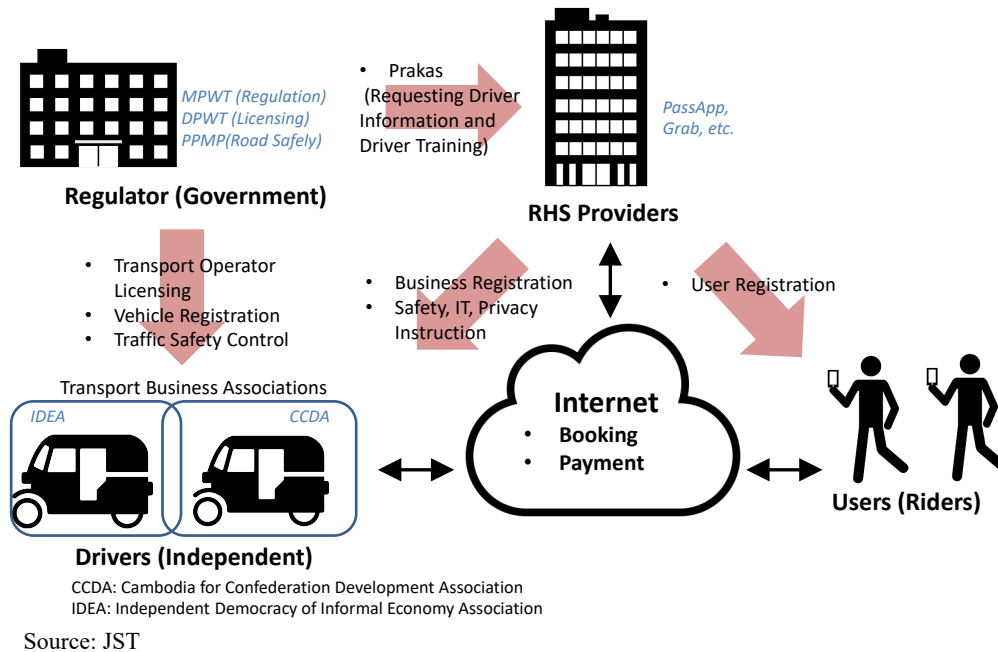 MPWT (Regulation)
DPWT (Licensing)
PPMP(Road Safely)
Regulator (Government)
• Prakas
(Requesting Driver
Information and
Driver Training)
PassApp,
Grab, etc.
RHS Providers
• Transport Operator
Licensing
• Vehicle Registration
• Traffic Safety Control
• Business Registration
• Safety, IT, Privacy
Instruction
• User Registration
Transport Business Associations
IDEA
CCDA
Internet
• Booking
• Payment
Drivers (Independent)
Users (Riders)
CCDA: Cambodia for Confederation Development Association
IDEA: Independent Democracy of Informal Economy Association
Source: JST